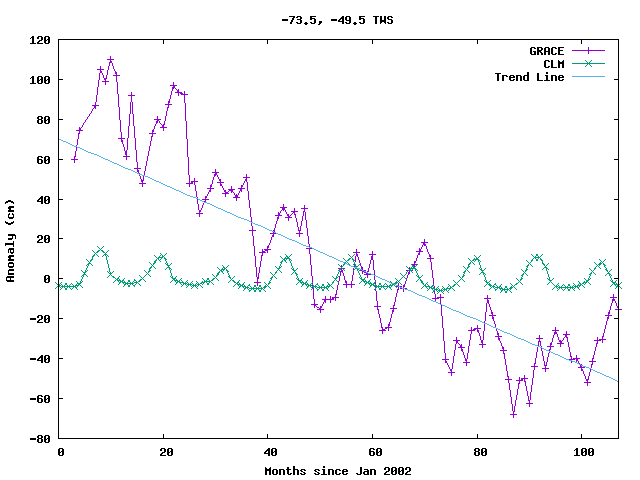 -73.5, -49.5 TWS
120
100
80
60
40
20
0
-20
-40
-60
-80
Anomaly (cm)
GRACE
CLM
Trend Line
0 20 40 60 80 100
Months since Jan 2002